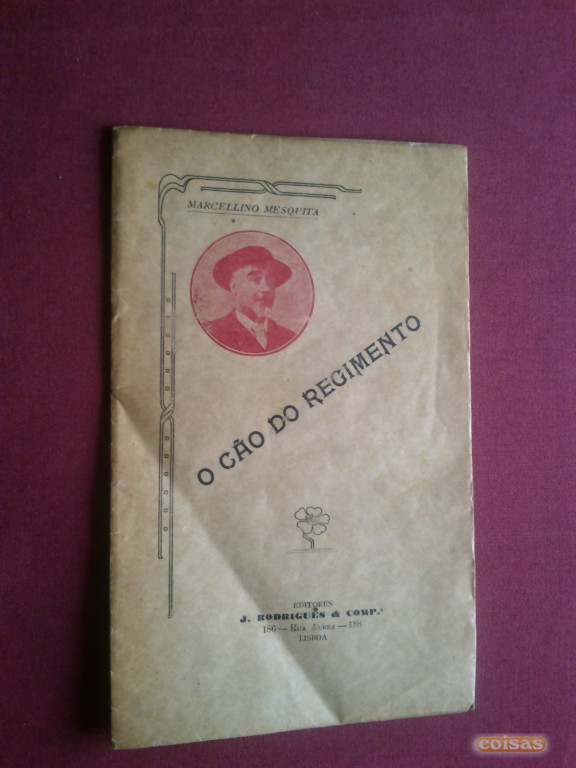 MARCELLINO MESQUITA
O CÃO DO REGIMENTO
EDITORES
J. RODRIGUES & COMP.ª
186 — RUA AUREA — 188
LISBOA
coisas